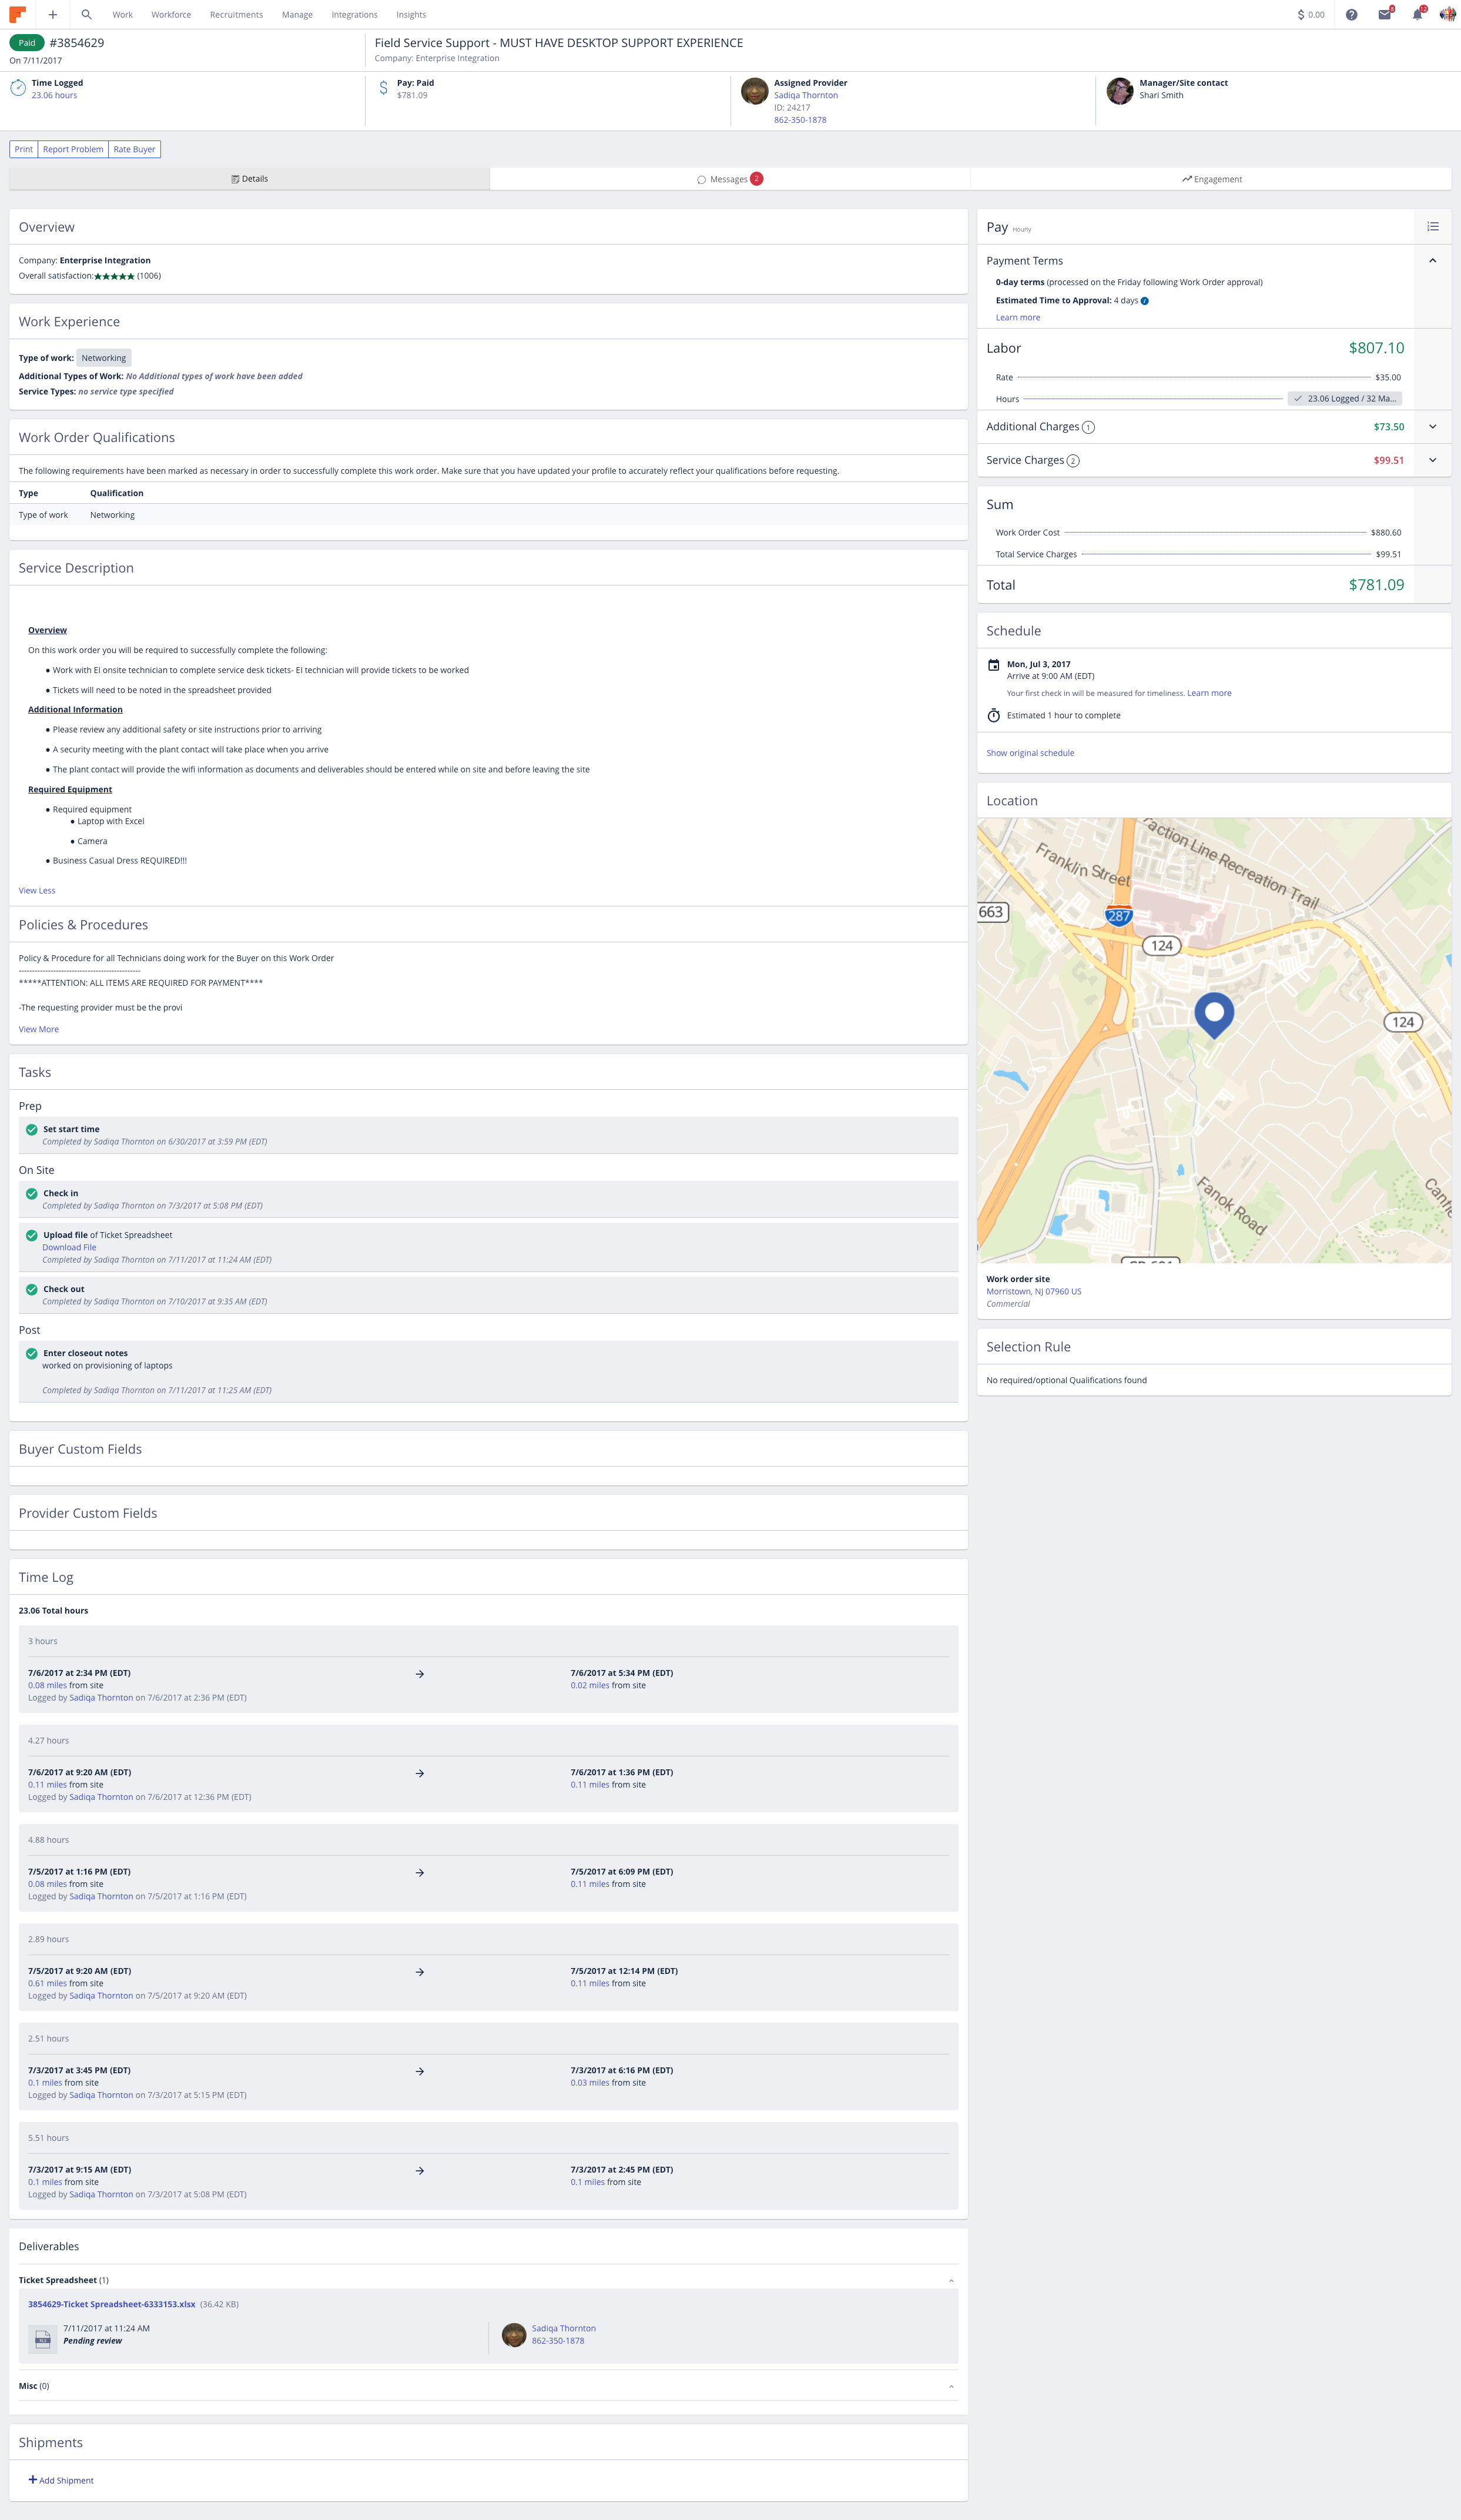 Work Workforce Recruitments Manage Integrations Insights
$ 0.00
8
12
Paid #3854629
On 7/11/2017
Field Service Support - MUST HAVE DESKTOP SUPPORT EXPERIENCE
Company: Enterprise Integration
Time Logged
23.06 hours
Pay: Paid
$781.09
Assigned Provider
Sadiqa Thornton
ID: 24217
862-350-1878
Manager/Site contact
Shari Smith
Print Report Problem Rate Buyer
Details
Messages 2
Engagement
Overview
Company: Enterprise Integration
Overall satisfaction:★★★★★ (1006)
Work Experience
Type of work: Networking
Additional Types of Work: No Additional types of work have been added
Service Types: no service type specified
Work Order Qualifications
The following requirements have been marked as necessary in order to successfully complete this work order. Make sure that you have updated your profile to accurately reflect your qualifications before requesting.
Type Qualification
Type of work Networking
Service Description
Overview
On this work order you will be required to successfully complete the following:
● Work with EI onsite technician to complete service desk tickets- EI technician will provide tickets to be worked
● Tickets will need to be noted in the spreadsheet provided
Additional Information
● Please review any additional safety or site instructions prior to arriving
● A security meeting with the plant contact will take place when you arrive
● The plant contact will provide the wifi information as documents and deliverables should be entered while on site and before leaving the site
Required Equipment
● Required equipment
● Laptop with Excel
● Camera
● Business Casual Dress REQUIRED!!!
View Less
Policies & Procedures
Policy & Procedure for all Technicians doing work for the Buyer on this Work Order
----------------------------------------------
*****ATTENTION: ALL ITEMS ARE REQUIRED FOR PAYMENT****
-The requesting provider must be the provi
View More
Tasks
Prep
Set start time
Completed by Sadiqa Thornton on 6/30/2017 at 3:59 PM (EDT)
On Site
Check in
Completed by Sadiqa Thornton on 7/3/2017 at 5:08 PM (EDT)
Upload file of Ticket Spreadsheet
Download File
Completed by Sadiqa Thornton on 7/11/2017 at 11:24 AM (EDT)
Check out
Completed by Sadiqa Thornton on 7/10/2017 at 9:35 AM (EDT)
Post
Enter closeout notes
worked on provisioning of laptops
Completed by Sadiqa Thornton on 7/11/2017 at 11:25 AM (EDT)
Buyer Custom Fields
Provider Custom Fields
Time Log
23.06 Total hours
3 hours
7/6/2017 at 2:34 PM (EDT) → 7/6/2017 at 5:34 PM (EDT)
0.08 miles from site 0.02 miles from site
Logged by Sadiqa Thornton on 7/6/2017 at 2:36 PM (EDT)
4.27 hours
7/6/2017 at 9:20 AM (EDT) → 7/6/2017 at 1:36 PM (EDT)
0.11 miles from site 0.11 miles from site
Logged by Sadiqa Thornton on 7/6/2017 at 12:36 PM (EDT)
4.88 hours
7/5/2017 at 1:16 PM (EDT) → 7/5/2017 at 6:09 PM (EDT)
0.08 miles from site 0.11 miles from site
Logged by Sadiqa Thornton on 7/5/2017 at 1:16 PM (EDT)
2.89 hours
7/5/2017 at 9:20 AM (EDT) → 7/5/2017 at 12:14 PM (EDT)
0.61 miles from site 0.11 miles from site
Logged by Sadiqa Thornton on 7/5/2017 at 9:20 AM (EDT)
2.51 hours
7/3/2017 at 3:45 PM (EDT) → 7/3/2017 at 6:16 PM (EDT)
0.1 miles from site 0.03 miles from site
Logged by Sadiqa Thornton on 7/3/2017 at 5:15 PM (EDT)
5.51 hours
7/3/2017 at 9:15 AM (EDT) → 7/3/2017 at 2:45 PM (EDT)
0.1 miles from site 0.1 miles from site
Logged by Sadiqa Thornton on 7/3/2017 at 5:08 PM (EDT)
Deliverables
Ticket Spreadsheet (1)
3854629-Ticket Spreadsheet-6333153.xlsx (36.42 KB)
7/11/2017 at 11:24 AM
Pending review
Sadiqa Thornton
862-350-1878
Misc (0)
Shipments
+ Add Shipment
Pay Hourly
Payment Terms
0-day terms (processed on the Friday following Work Order approval)
Estimated Time to Approval: 4 days
Learn more
Labor $807.10
Rate $35.00
Hours 23.06 Logged / 32 Ma...
Additional Charges 1 $73.50
Service Charges 2 $99.51
Sum
Work Order Cost $880.60
Total Service Charges $99.51
Total $781.09
Schedule
Mon, Jul 3, 2017
Arrive at 9:00 AM (EDT)
Your first check in will be measured for timeliness. Learn more
Estimated 1 hour to complete
Show original schedule
Location
raction Line Recreation Trail
Franklin Street
663
287
124
124
Fanok Road
Canf
Work order site
Morristown, NJ 07960 US
Commercial
Selection Rule
No required/optional Qualifications found